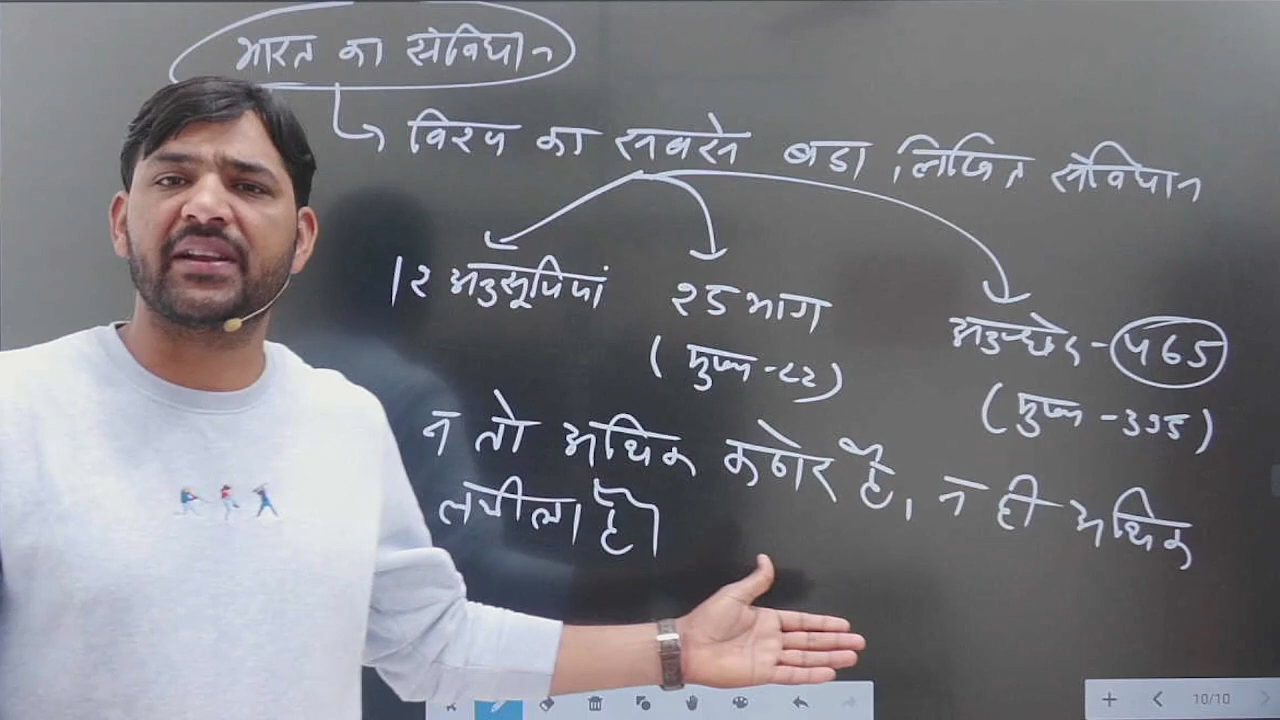 भारत का संविधान
विश्व का सबसे बडा लिखित संविधान
12 अनुसूचियां
25 भाग
अनुच्छेद - 465
(मुख्य - 22)
(मुख्य - 395)
न तो अधिक कठोर है, न ही अधिक
लचीला है।
10/10